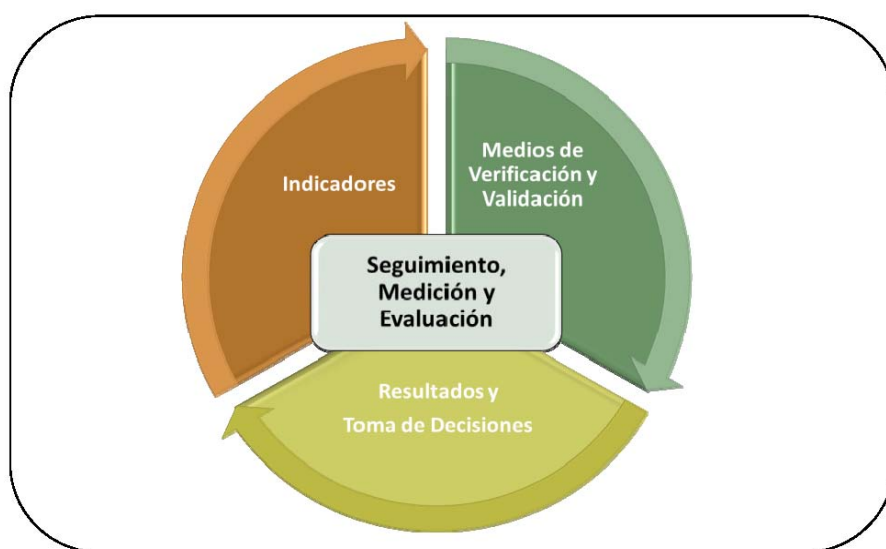 Indicadores
Medios de
Verificación y
Validación
Seguimiento,
Medición y
Evaluación
Resultados y
Toma de Decisiones